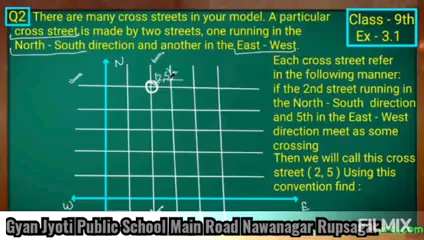 Q2) There are many cross streets in your model. A particular
cross street is made by two streets, one running in the
North - South direction and another in the East - West.
Class - 9th
Ex - 3.1
Each cross street refer
in the following manner:
if the 2nd street running in
the North - South direction
and 5th in the East - West
direction meet as some
crossing
Then we will call this cross
street ( 2, 5 ) Using this
convention find :
N
W
E
Gyan Jyoti Public School Main Road Nawanagar, Rupsagar
FILMIX